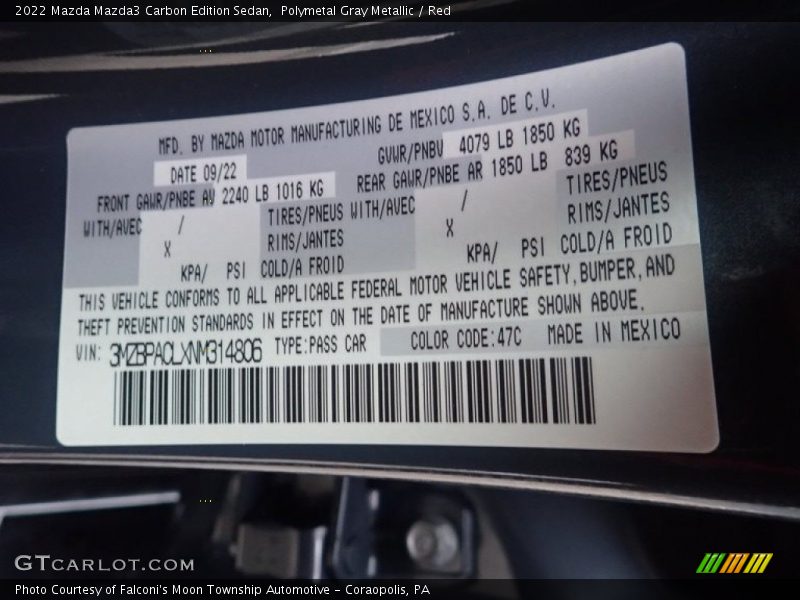 2022 Mazda Mazda3 Carbon Edition Sedan,  Polymetal Gray Metallic / Red
MFD. BY MAZDA MOTOR MANUFACTURING DE MEXICO S.A. DE C.V.
DATE 09/22 GVWR/PNBV 4079 LB 1850 KG
FRONT GAWR/PNBE AV 2240 LB 1016 KG REAR GAWR/PNBE AR 1850 LB 839 KG
WITH/AVEC / TIRES/PNEUS WITH/AVEC / TIRES/PNEUS
X RIMS/JANTES X RIMS/JANTES
KPA/ PSI COLD/A FROID KPA/ PSI COLD/A FROID
THIS VEHICLE CONFORMS TO ALL APPLICABLE FEDERAL MOTOR VEHICLE SAFETY, BUMPER, AND
THEFT PREVENTION STANDARDS IN EFFECT ON THE DATE OF MANUFACTURE SHOWN ABOVE.
VIN: 3MZBPACLXNM314806 TYPE:PASS CAR COLOR CODE:47C MADE IN MEXICO
GTCARLOT.COM
Photo Courtesy of Falconi's Moon Township Automotive - Coraopolis, PA